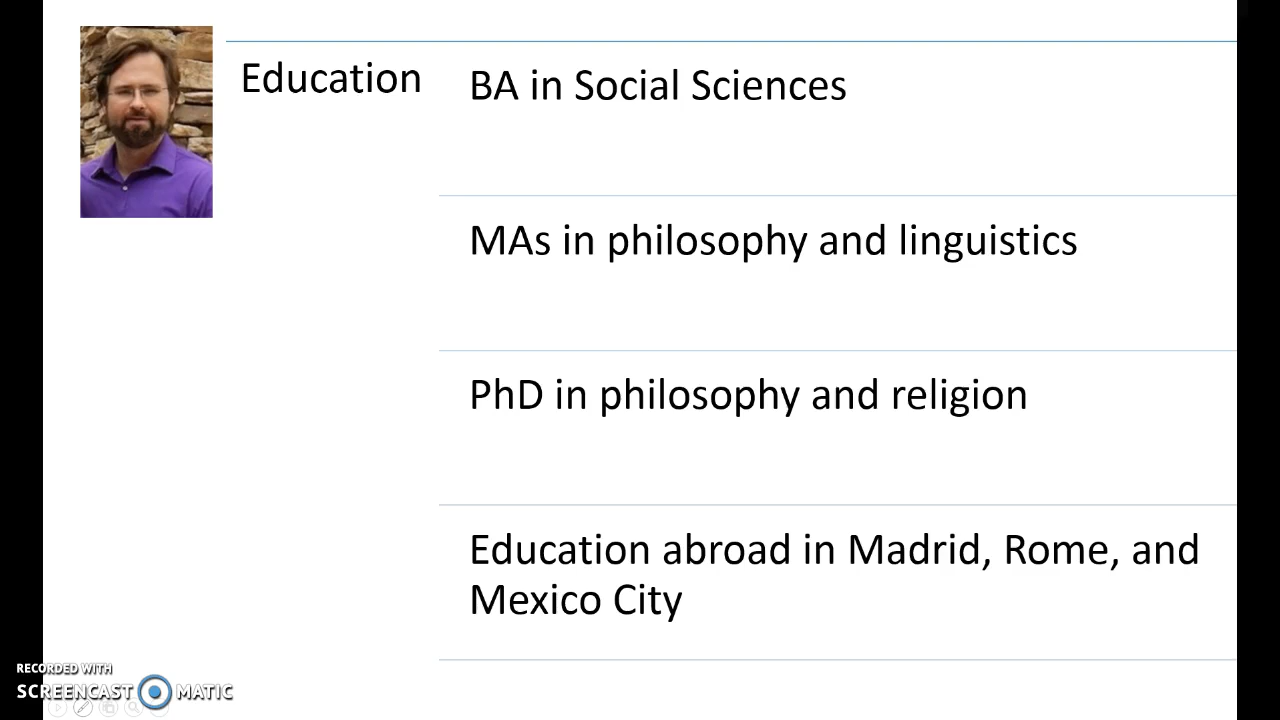 Education
BA in Social Sciences
MAs in philosophy and linguistics
PhD in philosophy and religion
Education abroad in Madrid, Rome, and
Mexico City
RECORDED WITH
SCREENCAST MATIC